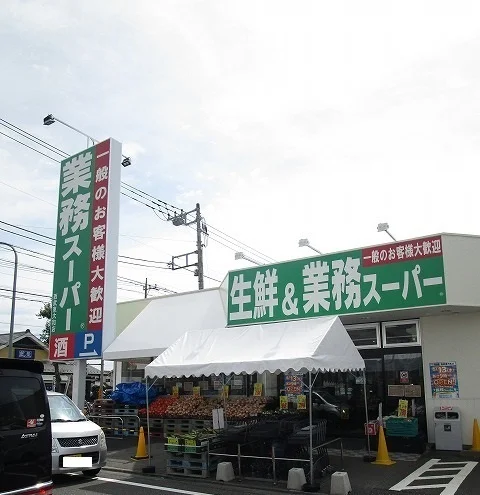 一般のお客様大歓迎
業務スーパー
酒 P
一般のお客様大歓迎
生鮮&業務スーパー